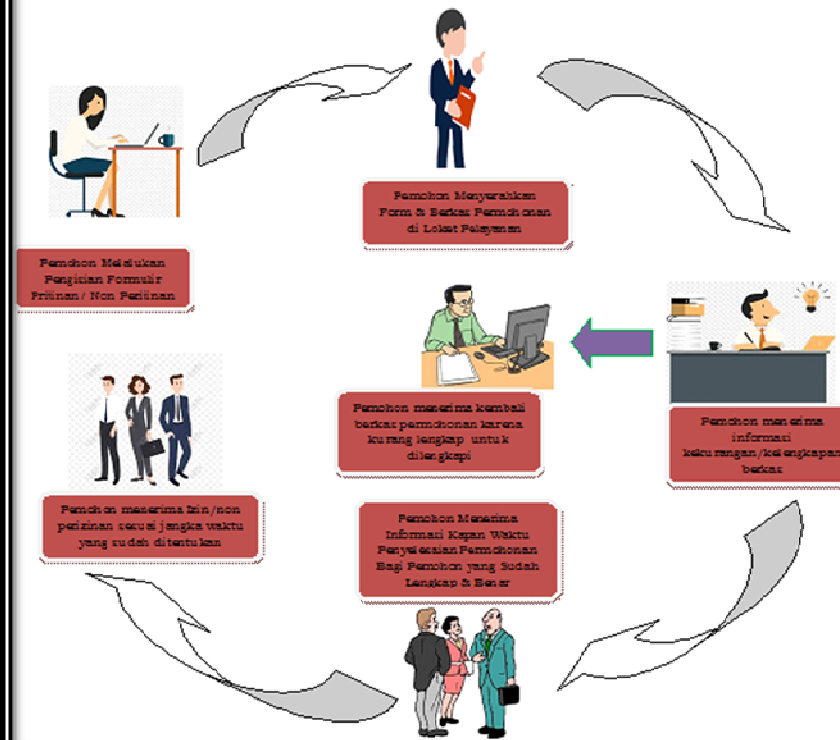 Pemohon Menyerahkan
Form & Berkas Permohonan
di Loket Pelayanan
Pemohon Melakukan
Pengisian Formulir
Priiinan/ Non Perijinan
Pemohon menerima kembali
berkas permohonan karena
kurang lengkap untuk
dilengkapi
Pemohon menerima
informasi
kekurangan/kelengkapan
berkas
Pemohon menerima Izin/non
perizinan sesuai jangka waktu
yang sudah ditentukan
Pemohon Menerima
Informasi Kapan Waktu
Penyelesaian Permohonan
Bagi Pemohon yang Sudah
Lengkap & Benar